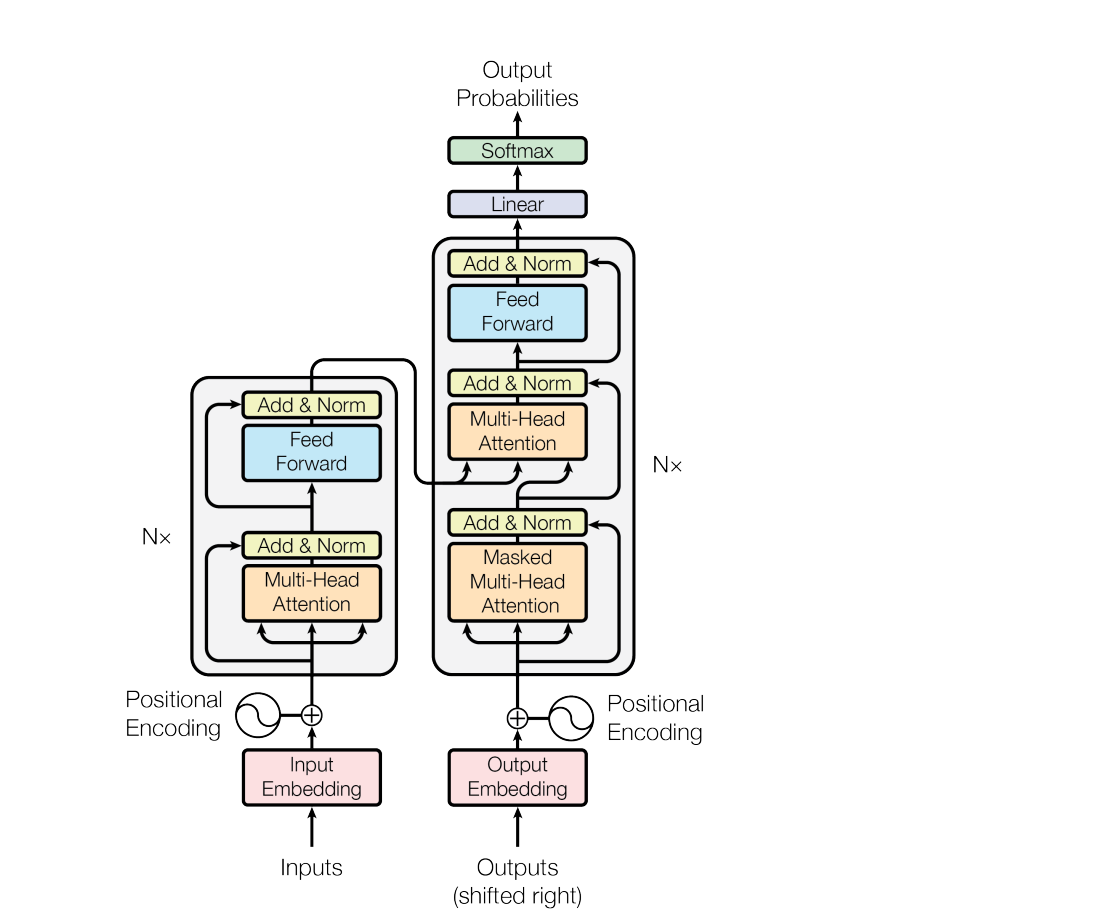 Output
Probabilities
Softmax
Linear
Add & Norm
Feed
Forward
Add & Norm
Multi-Head
Attention
N×
Add & Norm
Masked
Multi-Head
Attention
Add & Norm
Feed
Forward
N×
Add & Norm
Multi-Head
Attention
Positional
Encoding
Positional
Encoding
Input
Embedding
Output
Embedding
Inputs
Outputs
(shifted right)